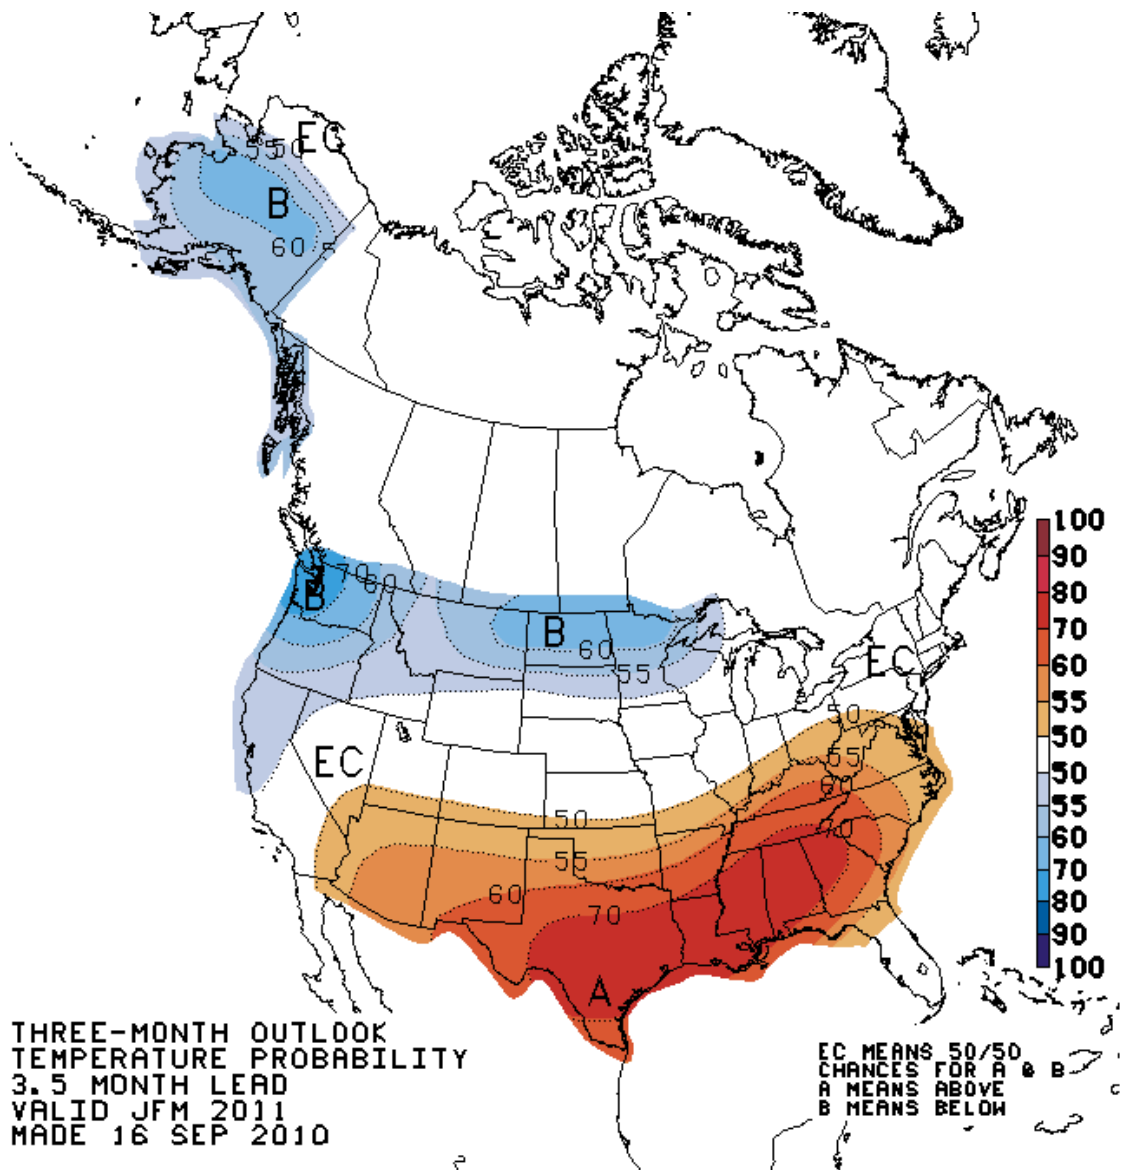 EC
55
50
B
60
5
70
60
B
B
60
55
EC
50
EC
55
60
50
70
55
60
70
A
100
90
80
70
60
55
50
50
55
60
70
80
90
100
THREE-MONTH OUTLOOK
TEMPERATURE PROBABILITY
3.5 MONTH LEAD
VALID JFM 2011
MADE 16 SEP 2010
EC MEANS 50/50
CHANCES FOR A & B
A MEANS ABOVE
B MEANS BELOW